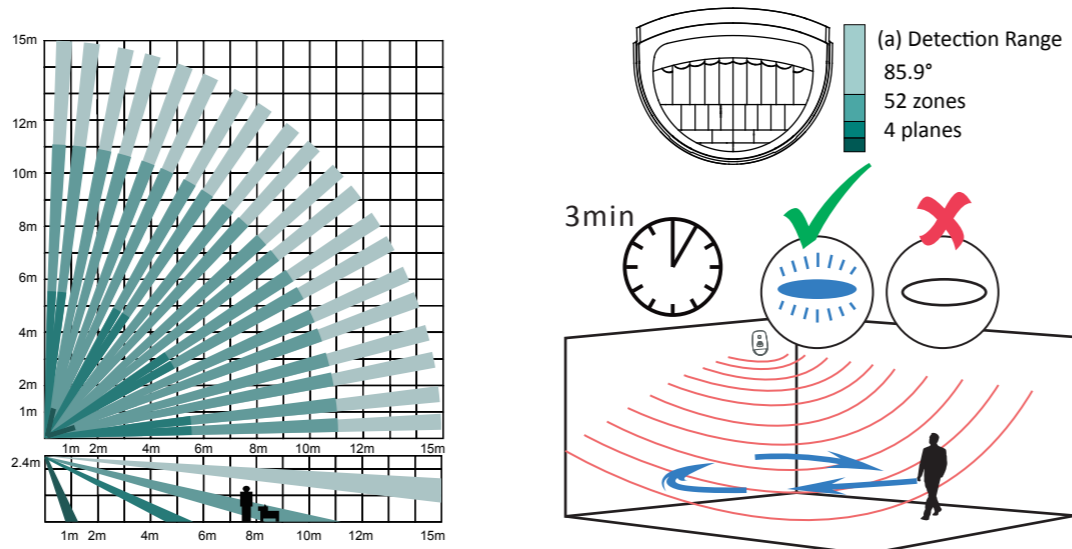 15m
12m
10m
8m
6m
4m
2m
1m
1m 2m 4m 6m 8m 10m 12m 15m
2.4m
1m 2m 4m 6m 8m 10m 12m 15m
(a) Detection Range
85.9°
52 zones
4 planes
3min